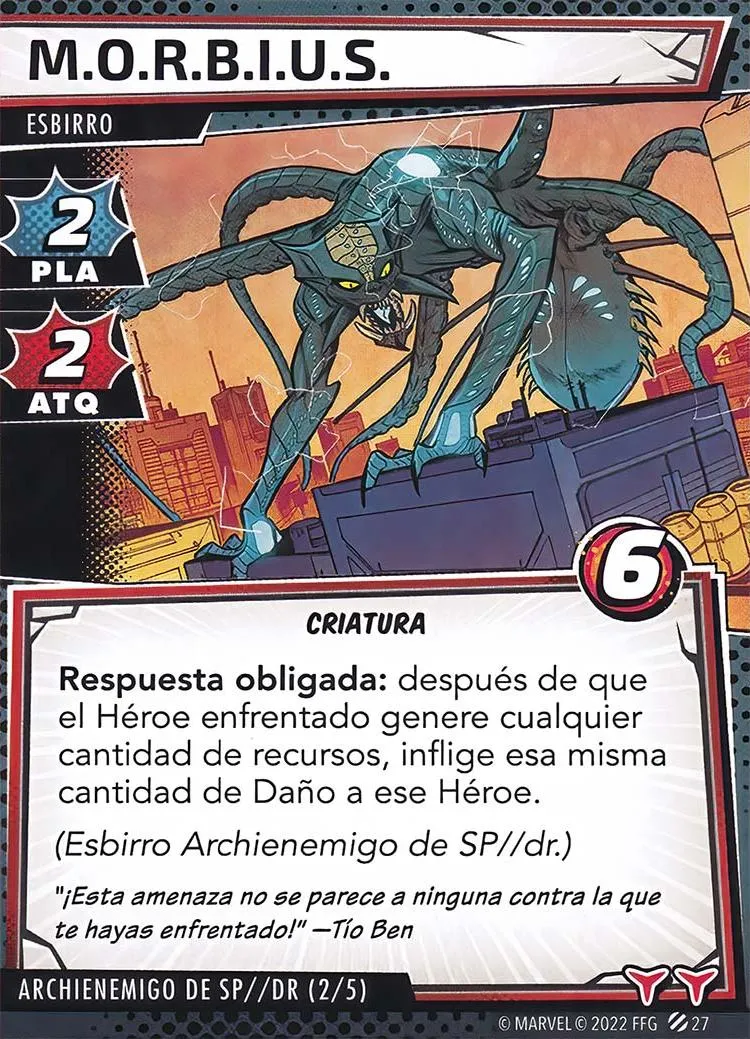 M.O.R.B.I.U.S.
ESBIRRO
2
PLA
2
ATQ
6
CRIATURA
Respuesta obligada: después de que
el Héroe enfrentado genere cualquier
cantidad de recursos, inflige esa misma
cantidad de Daño a ese Héroe.
(Esbirro Archienemigo de SP//dr.)
"¡Esta amenaza no se parece a ninguna contra la que
te hayas enfrentado!" —Tío Ben
ARCHIENEMIGO DE SP//DR (2/5)
© MARVEL © 2022 FFG 27